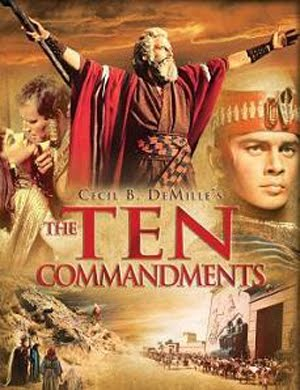 CECIL B. DEMILLE'S
THE TEN
COMMANDMENTS